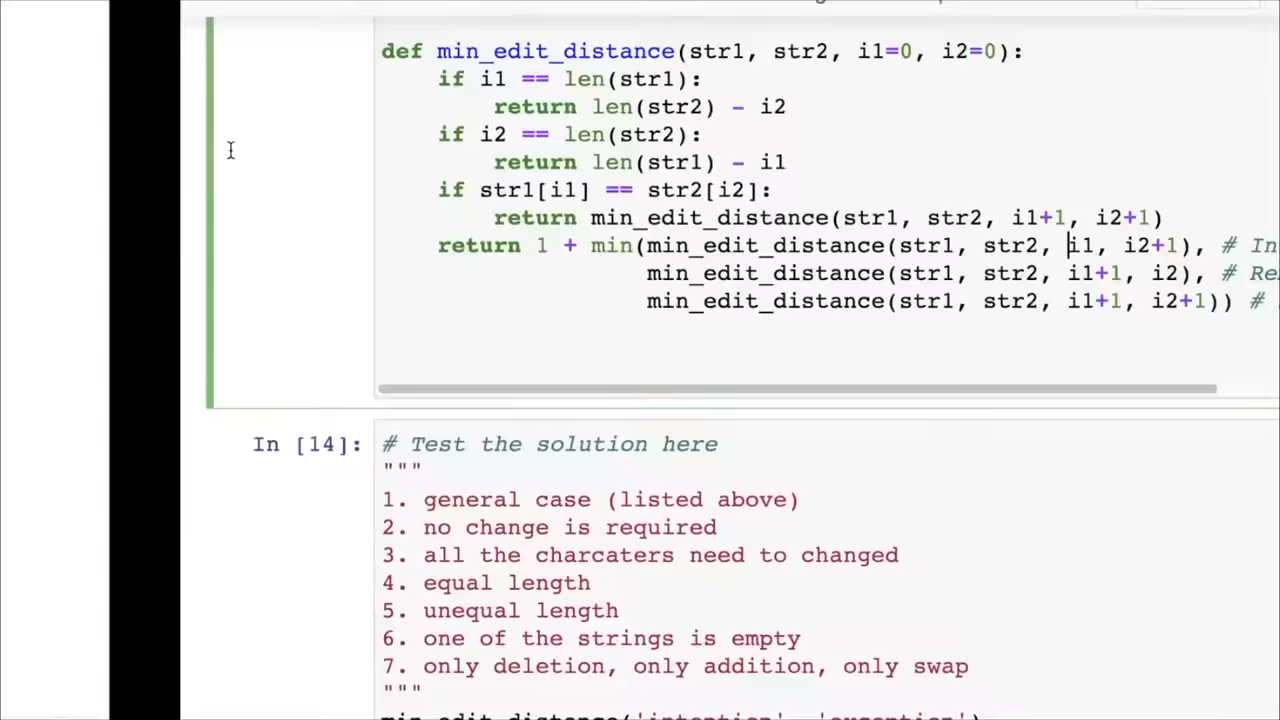 def min_edit_distance(str1, str2, i1=0, i2=0):
    if i1 == len(str1):
        return len(str2) - i2
    if i2 == len(str2):
        return len(str1) - i1
    if str1[i1] == str2[i2]:
        return min_edit_distance(str1, str2, i1+1, i2+1)
    return 1 + min(min_edit_distance(str1, str2, i1, i2+1), # In
                   min_edit_distance(str1, str2, i1+1, i2), # Re
                   min_edit_distance(str1, str2, i1+1, i2+1)) #
In [14]: # Test the solution here
"""
1. general case (listed above)
2. no change is required
3. all the charcaters need to changed
4. equal length
5. unequal length
6. one of the strings is empty
7. only deletion, only addition, only swap
"""
min_edit_distance('intention', 'execution')